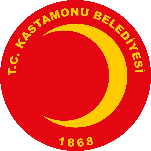 T.C. KASTAMONU BELEDİYESİ
1868